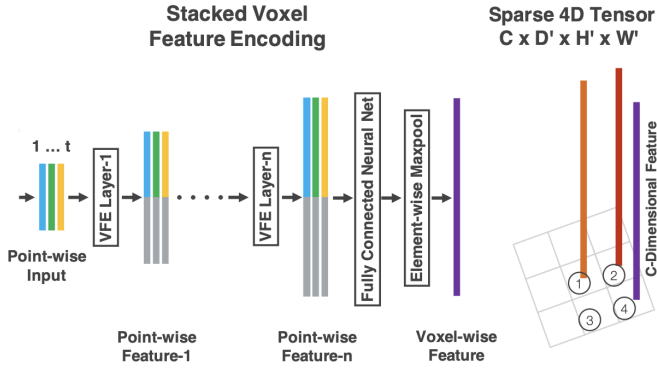 Stacked Voxel
Feature Encoding
Sparse 4D Tensor
C x D' x H' x W'
1 ... t
VFE Layer-1
VFE Layer-n
Fully Connected Neural Net
Element-wise Maxpool
C-Dimensional Feature
Point-wise
Input
1
2
3
4
Point-wise
Feature-1
Point-wise
Feature-n
Voxel-wise
Feature